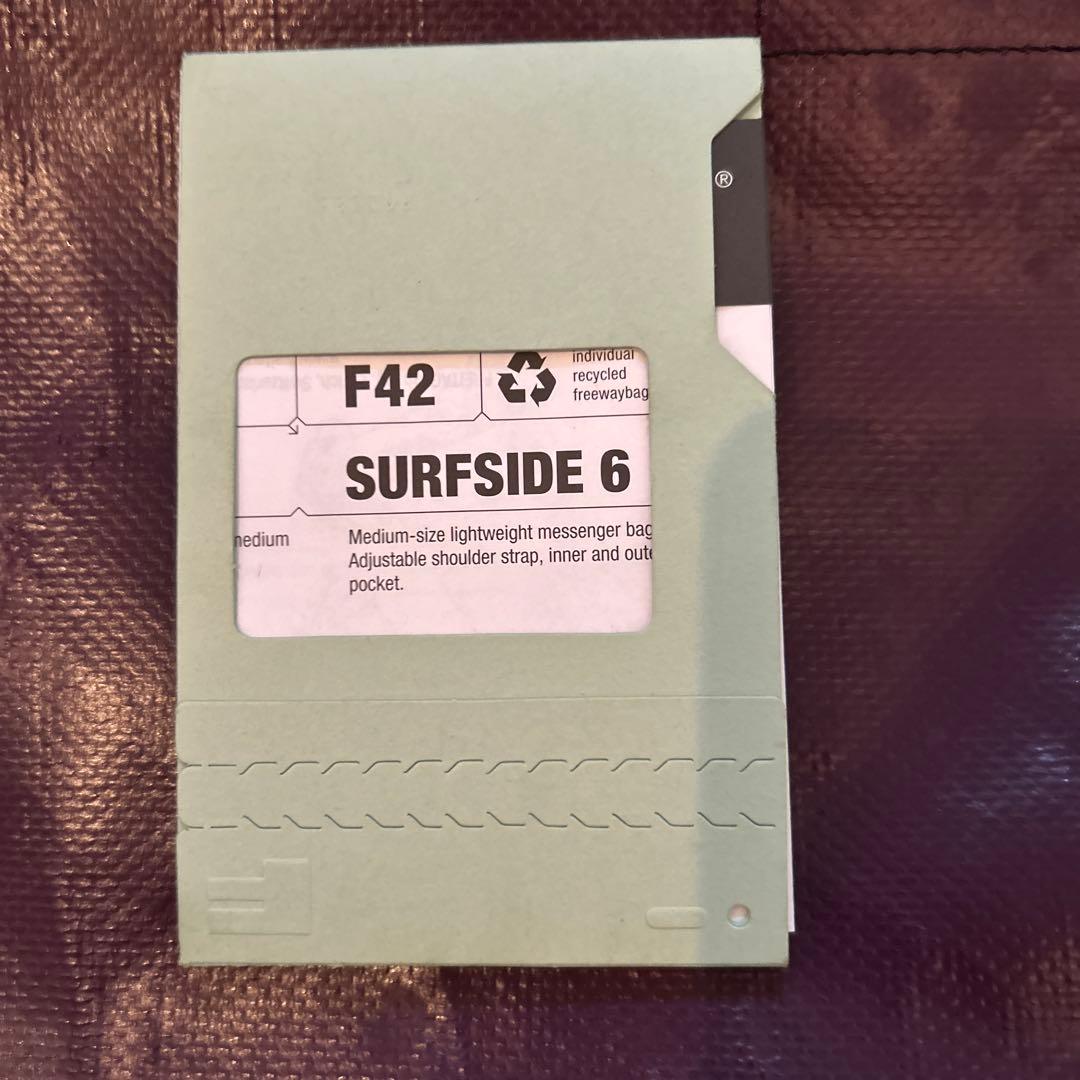 ®
F42
individual
recycled
freewaybag
SURFSIDE 6
medium
Medium-size lightweight messenger bag
Adjustable shoulder strap, inner and oute
pocket.